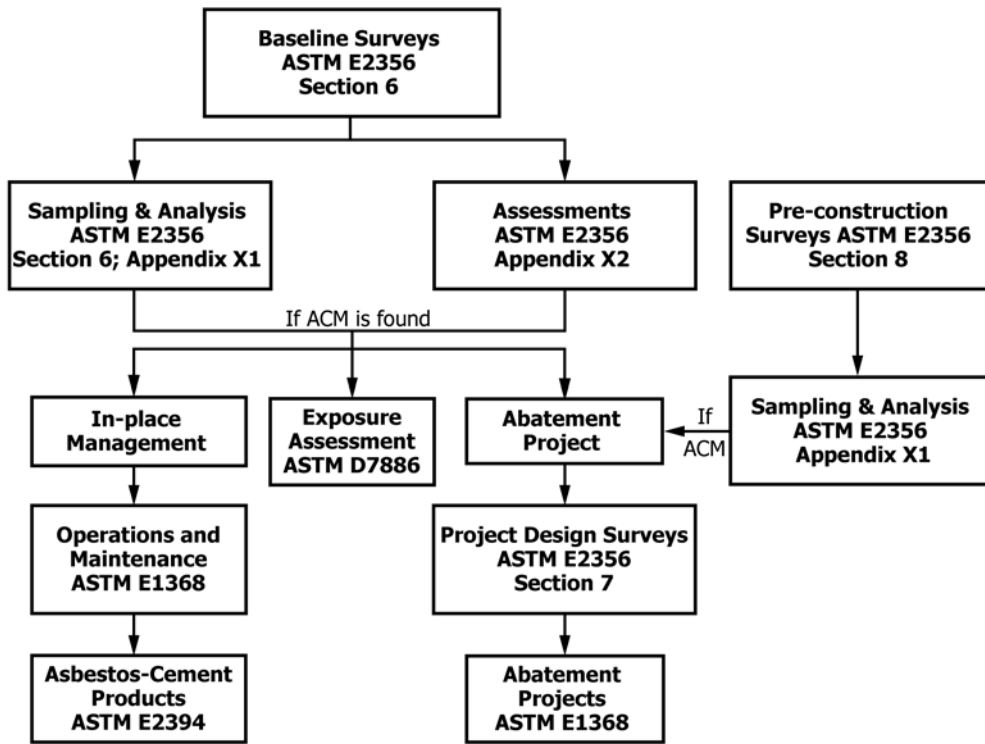 Baseline Surveys
ASTM E2356
Section 6
Sampling & Analysis
ASTM E2356
Section 6; Appendix X1
Assessments
ASTM E2356
Appendix X2
Pre-construction
Surveys ASTM E2356
Section 8
If ACM is found
In-place
Management
Exposure
Assessment
ASTM D7886
Abatement
Project
If
ACM
Sampling & Analysis
ASTM E2356
Appendix X1
Operations and
Maintenance
ASTM E1368
Project Design Surveys
ASTM E2356
Section 7
Asbestos-Cement
Products
ASTM E2394
Abatement
Projects
ASTM E1368